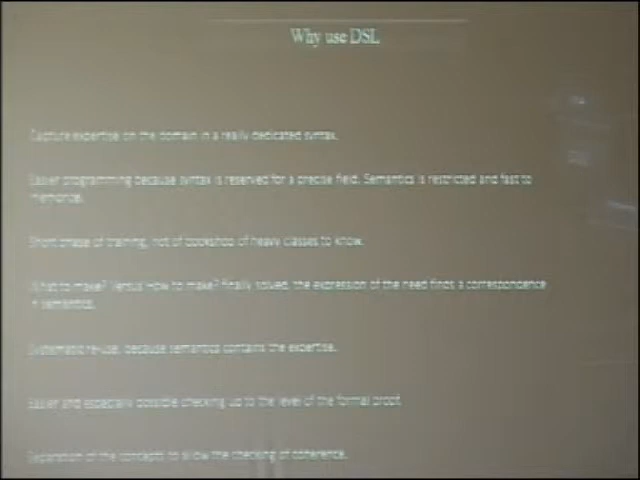 Why use DSL
Capture expertise on the domain in a really dedicated syntax.
Easier programming because syntax is reserved for a precise field. Semantics is restricted and fast to
memorize.
Short phase of training, not of bookshop of heavy classes to know.
What to make? Versus How to make? finally solved, the expression of the need finds a correspondence
in semantics.
Systematic re-use, because semantics contains the expertise.
Easier and especially possible checking up to the level of the formal proof.
Separation of the concepts to allow the checking of coherence.